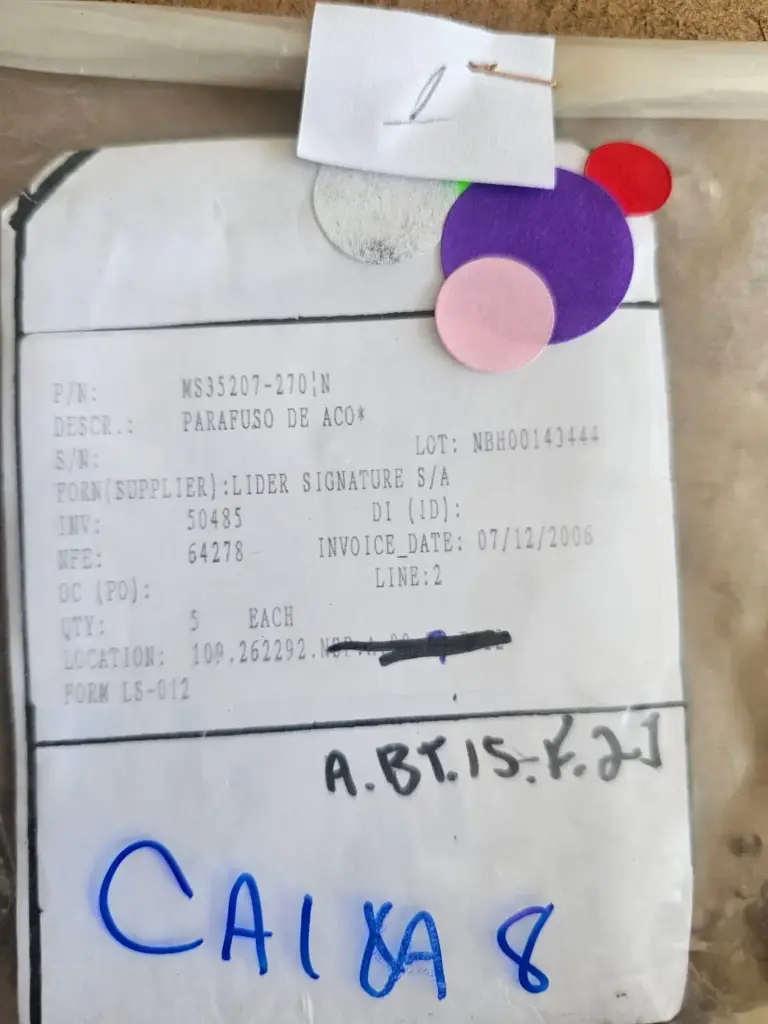 1
P/N: MS35207-270¦N
DESCR.: PARAFUSO DE ACO*
S/N: LOT: NBH00143444
FORN(SUPPLIER):LIDER SIGNATURE S/A
INV: 50485 DI (ID):
NFE: 64278 INVOICE_DATE: 07/12/2006
OC (PO): LINE:2
QTY: 5 EACH
LOCATION: 109.262292.
FORM LS-012
A.BT.15.F.2J
CAIXA 8